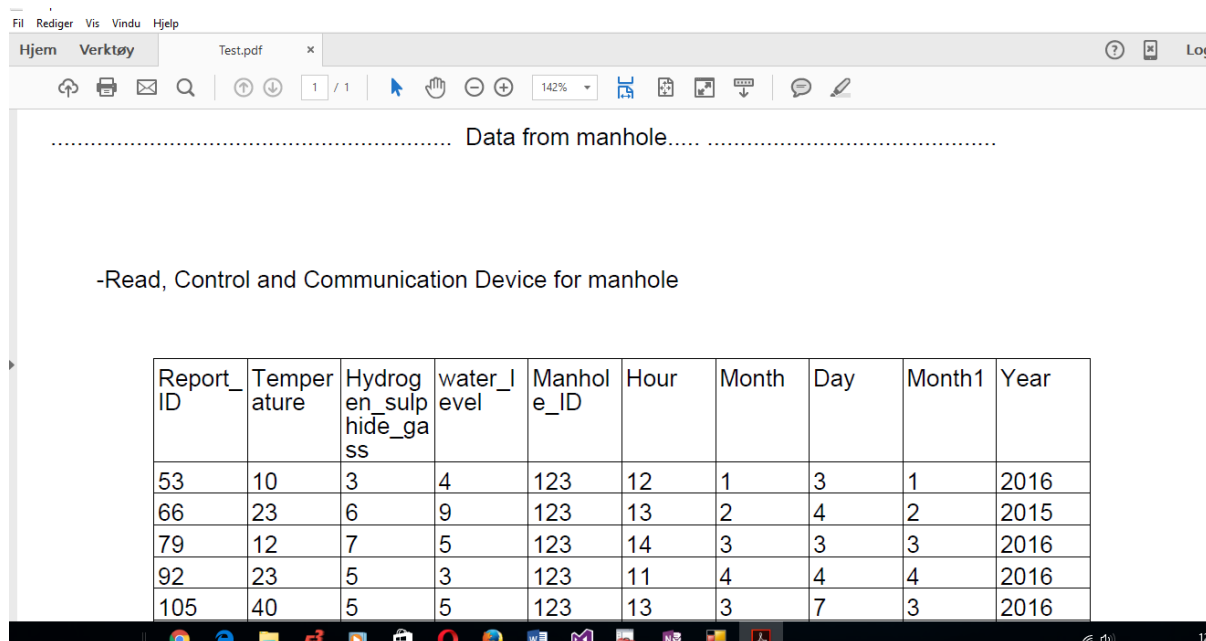 Fil Rediger Vis Vindu Hjelp
Hjem Verktøy Test.pdf ×
1 / 1 142%
............................................................. Data from manhole..... ............................................
-Read, Control and Communication Device for manhole
Report_ID Temperature Hydrogen_sulphide_gass water_level Manhole_ID Hour Month Day Month1 Year
53 10 3 4 123 12 1 3 1 2016
66 23 6 9 123 13 2 4 2 2015
79 12 7 5 123 14 3 3 3 2016
92 23 5 3 123 11 4 4 4 2016
105 40 5 5 123 13 3 7 3 2016